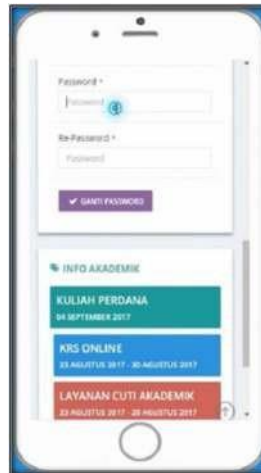 Password *
Password
Re-Password *
Password
GANTI PASSWORD
INFO AKADEMIK
KULIAH PERDANA
04 SEPTEMBER 2017
KRS ONLINE
23 AGUSTUS 2017 - 30 AGUSTUS 2017
LAYANAN CUTI AKADEMIK
23 AGUSTUS 2017 - 28 AGUSTUS 2017